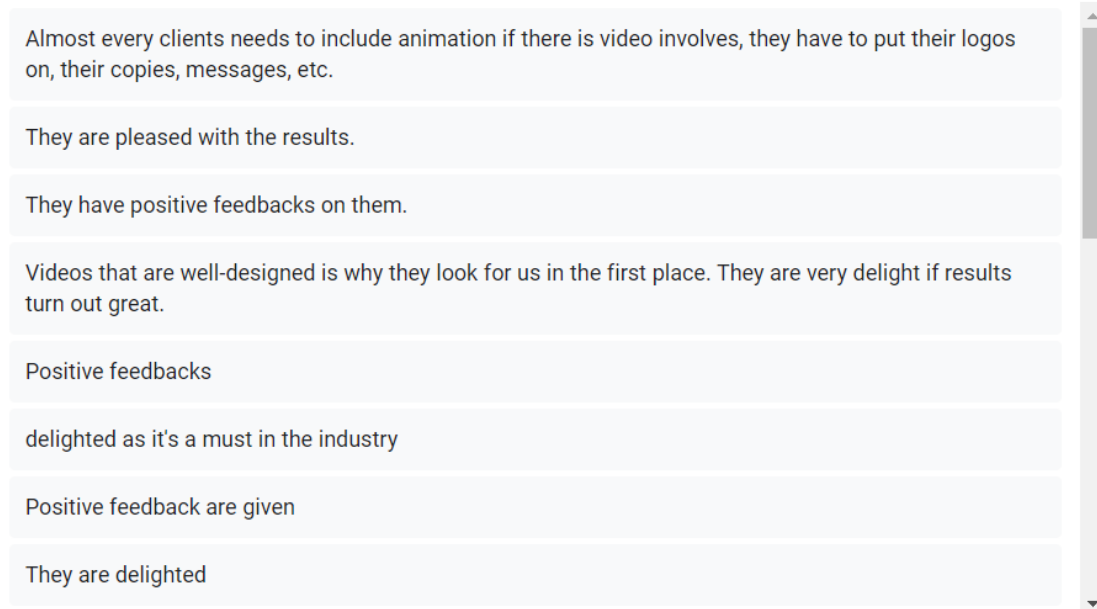 Almost every clients needs to include animation if there is video involves, they have to put their logos
on, their copies, messages, etc.
They are pleased with the results.
They have positive feedbacks on them.
Videos that are well-designed is why they look for us in the first place. They are very delight if results
turn out great.
Positive feedbacks
delighted as it's a must in the industry
Positive feedback are given
They are delighted